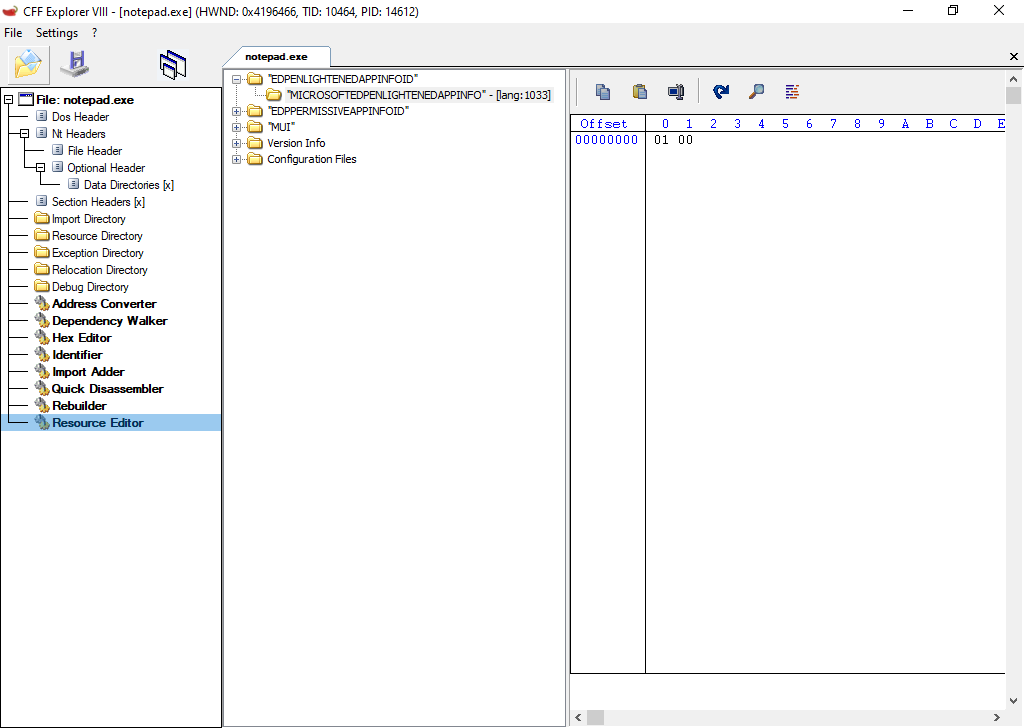 CFF Explorer VIII - [notepad.exe] (HWND: 0x4196466, TID: 10464, PID: 14612)
File Settings ?
notepad.exe
File: notepad.exe
Dos Header
Nt Headers
File Header
Optional Header
Data Directories [x]
Section Headers [x]
Import Directory
Resource Directory
Exception Directory
Relocation Directory
Debug Directory
Address Converter
Dependency Walker
Hex Editor
Identifier
Import Adder
Quick Disassembler
Rebuilder
Resource Editor
"EDPENLIGHTENEDAPPINFOID"
"MICROSOFTEDPENLIGHTENEDAPPINFO" - [lang:1033]
"EDPPERMISSIVEAPPINFOID"
"MUI"
Version Info
Configuration Files
Offset 0 1 2 3 4 5 6 7 8 9 A B C D E
00000000 01 00